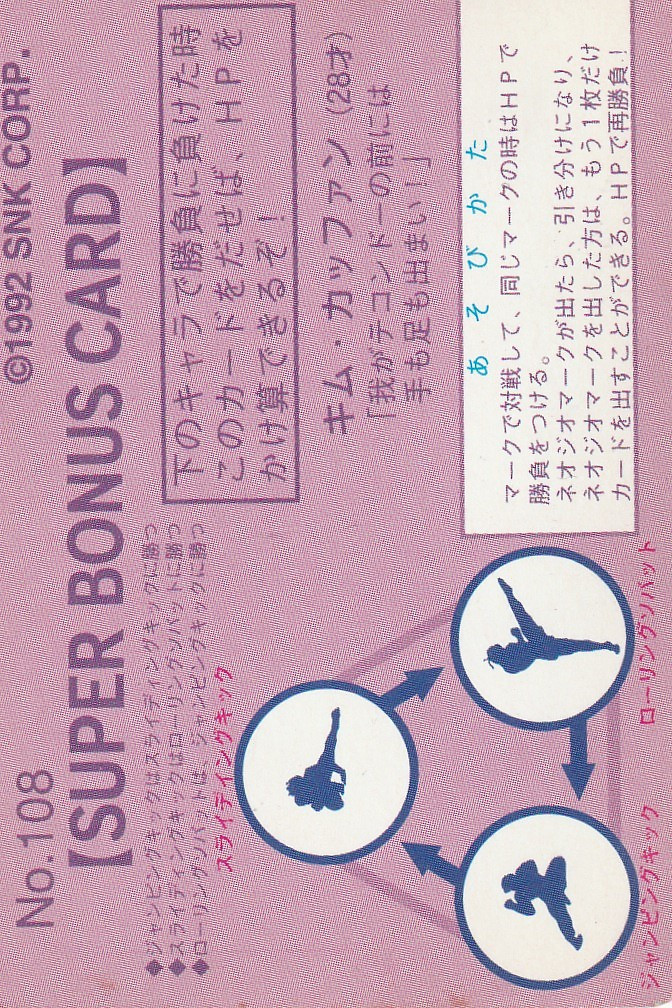 No.108
©1992 SNK CORP.
【SUPER BONUS CARD】
◆ジャンピングキックはスライディングキックに勝つ
◆スライディングキックはローリングソバットに勝つ
◆ローリングソバットは、ジャンピングキックに勝つ
下のキャラで勝負に負けた時
このカードをだせば、HPを
かけ算できるぞ！
キム・カッファン (28才)
「我がテコンドーの前には
手も足も出まい！」
スライディングキック
ジャンピングキック
ローリングソバット
あそびかた
マークで対戦して、同じマークの時はHPで
勝負をつける。
ネオジオマークが出たら、引き分けになり、
ネオジオマークを出した方は、もう1枚だけ
カードを出すことができる。HPで再勝負！